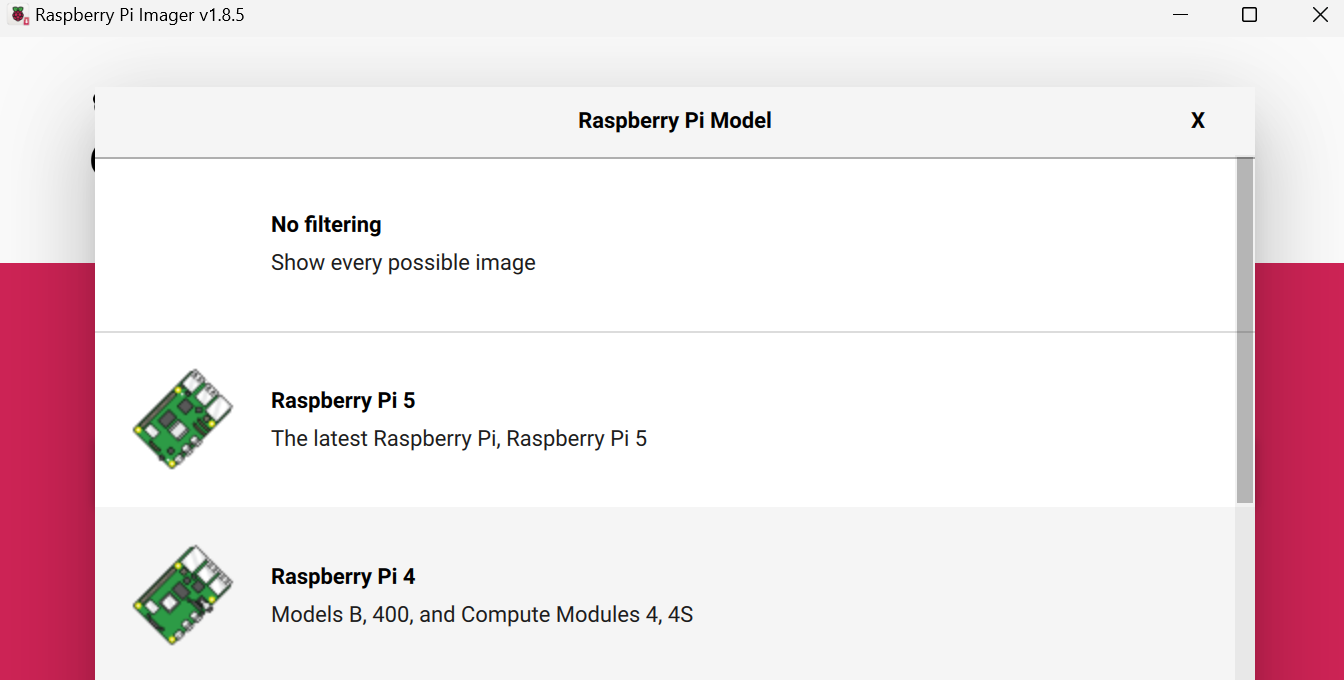 Raspberry Pi Imager v1.8.5
Raspberry Pi Model
X
No filtering
Show every possible image
Raspberry Pi 5
The latest Raspberry Pi, Raspberry Pi 5
Raspberry Pi 4
Models B, 400, and Compute Modules 4, 4S